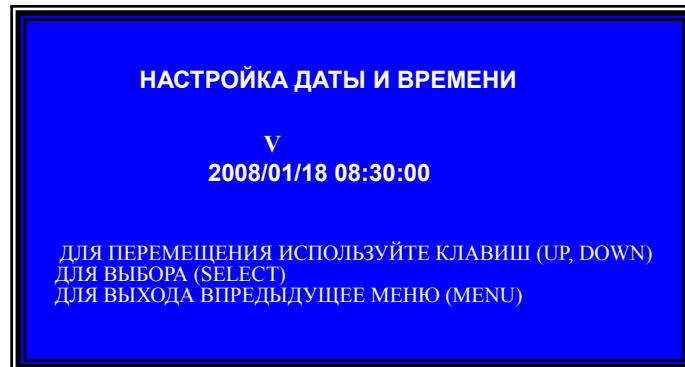 НАСТРОЙКА ДАТЫ И ВРЕМЕНИ
V
2008/01/18 08:30:00
ДЛЯ ПЕРЕМЕЩЕНИЯ ИСПОЛЬЗУЙТЕ КЛАВИШ (UP, DOWN)
ДЛЯ ВЫБОРА (SELECT)
ДЛЯ ВЫХОДА ВПРЕДЫДУЩЕЕ МЕНЮ (MENU)